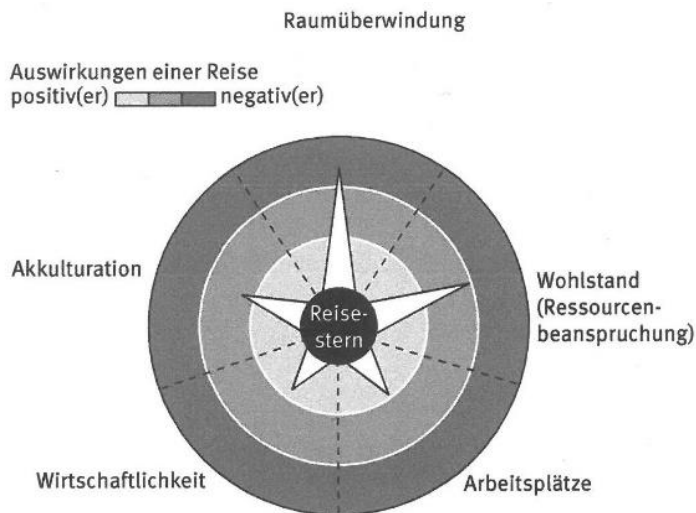 Raumüberwindung
Auswirkungen einer Reise
positiv(er) negativ(er)
Akkulturation
Wohlstand
(Ressourcen-
beanspruchung)
Reise-
stern
Wirtschaftlichkeit
Arbeitsplätze